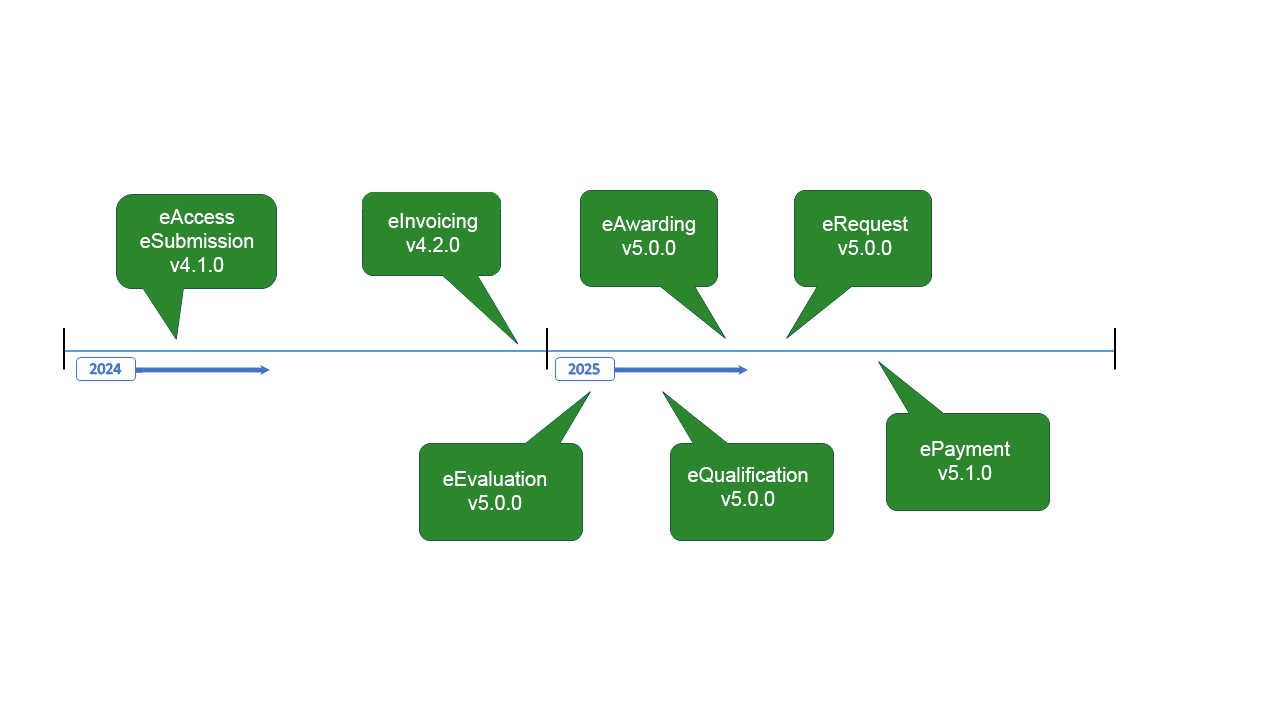 eAccess
eSubmission
v4.1.0
eInvoicing
v4.2.0
eAwarding
v5.0.0
eRequest
v5.0.0
2024
2025
eEvaluation
v5.0.0
eQualification
v5.0.0
ePayment
v5.1.0